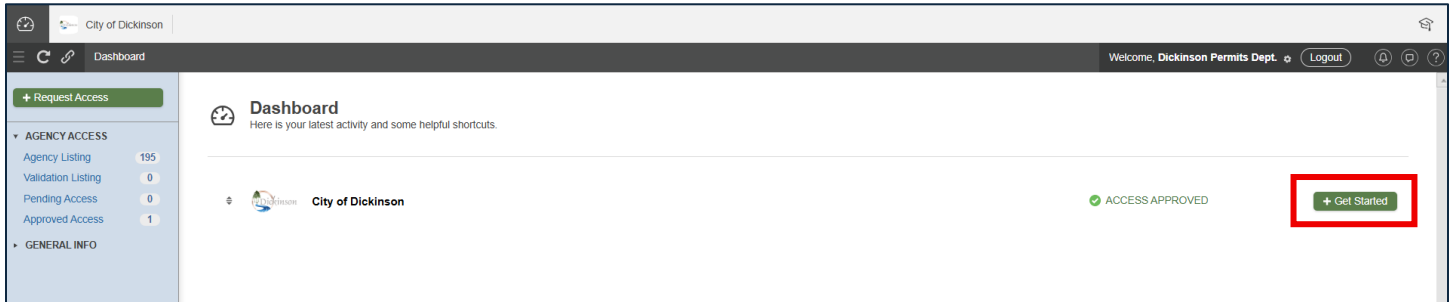 City of Dickinson
Dashboard
Welcome, Dickinson Permits Dept.
Logout
?
+ Request Access
AGENCY ACCESS
Agency Listing 195
Validation Listing 0
Pending Access 0
Approved Access 1
GENERAL INFO
Dashboard
Here is your latest activity and some helpful shortcuts.
Dickinson
City of Dickinson
ACCESS APPROVED
+ Get Started